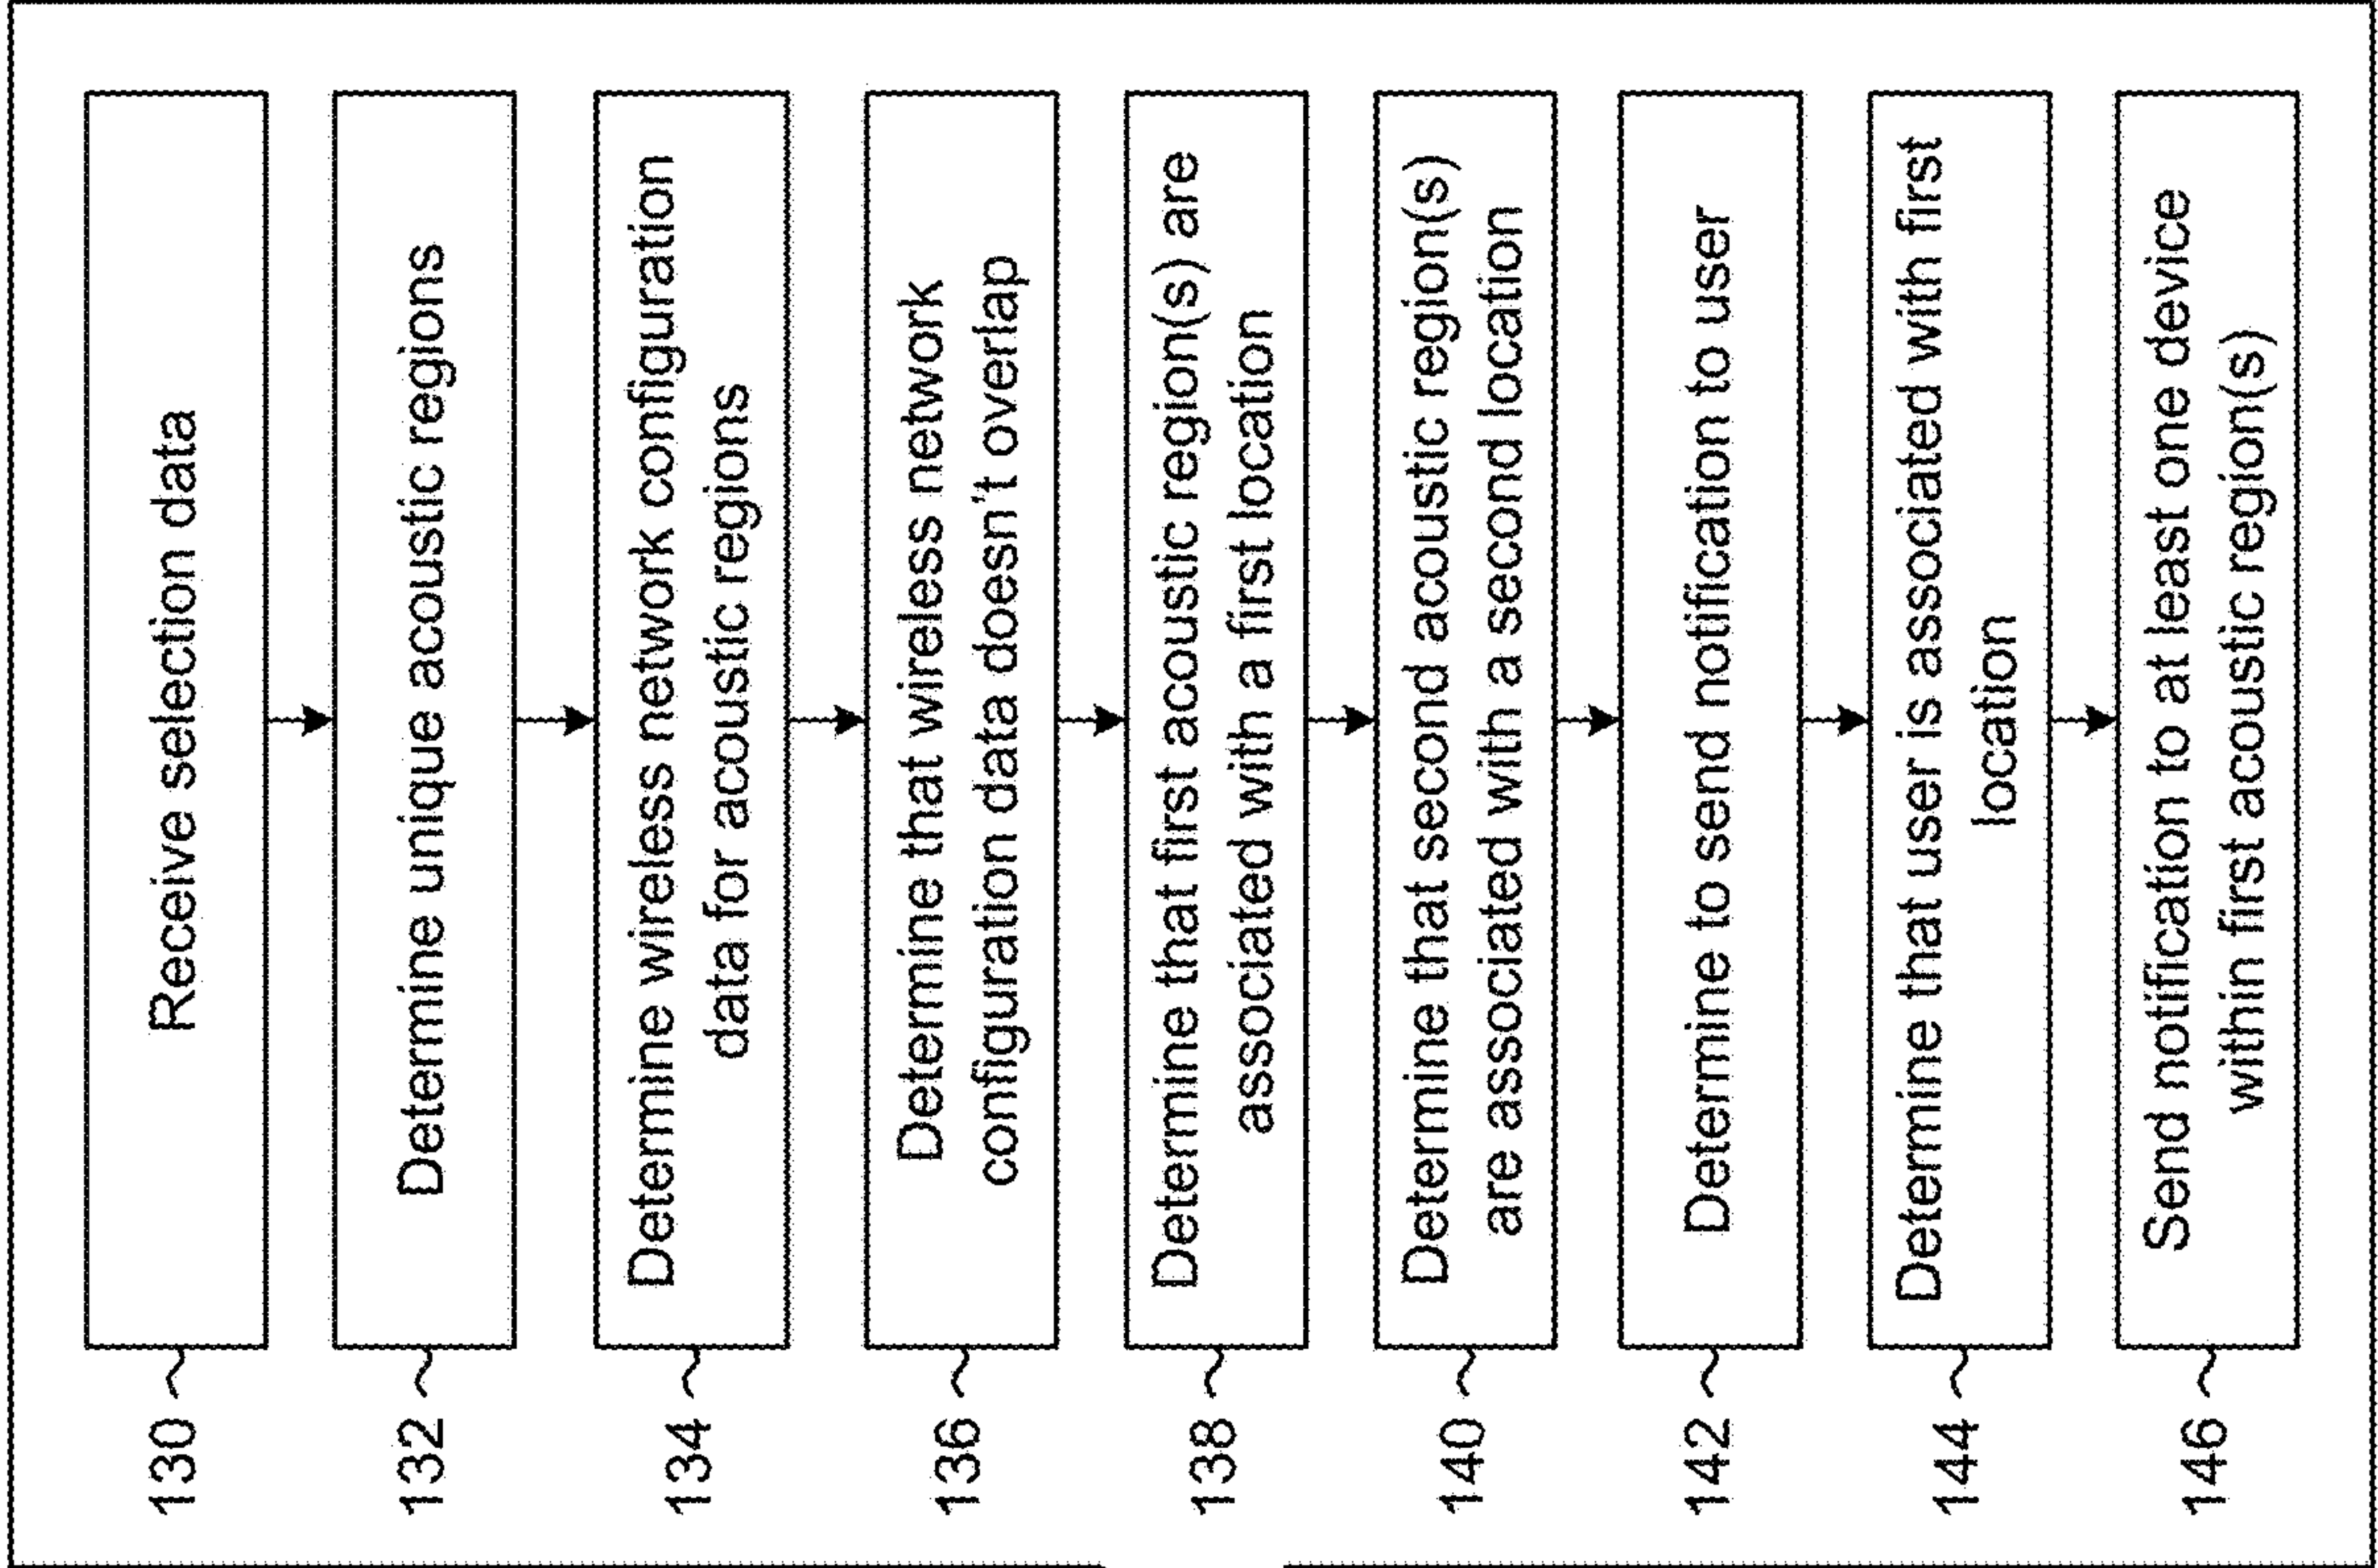 130
Receive selection data
132
Determine unique acoustic regions
134
Determine wireless network configuration
data for acoustic regions
136
Determine that wireless network
configuration data doesn't overlap
138
Determine that first acoustic region(s) are
associated with a first location
140
Determine that second acoustic region(s)
are associated with a second location
142
Determine to send notification to user
144
Determine that user is associated with first
location
146
Send notification to at least one device
within first acoustic region(s)